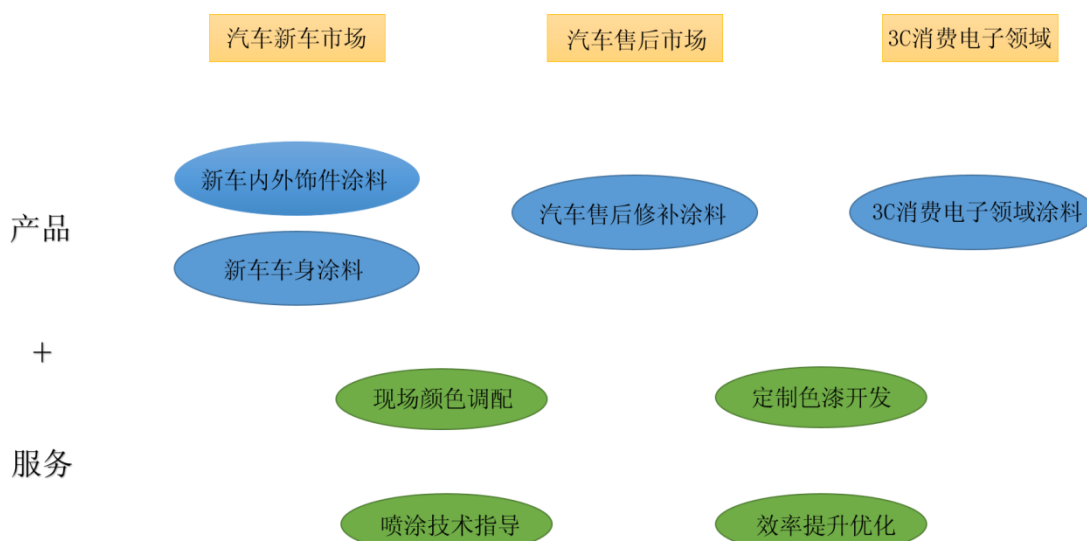 汽车新车市场
汽车售后市场
3C消费电子领域
新车内外饰件涂料
产品
汽车售后修补涂料
3C消费电子领域涂料
新车车身涂料
+
现场颜色调配
定制色漆开发
服务
喷涂技术指导
效率提升优化